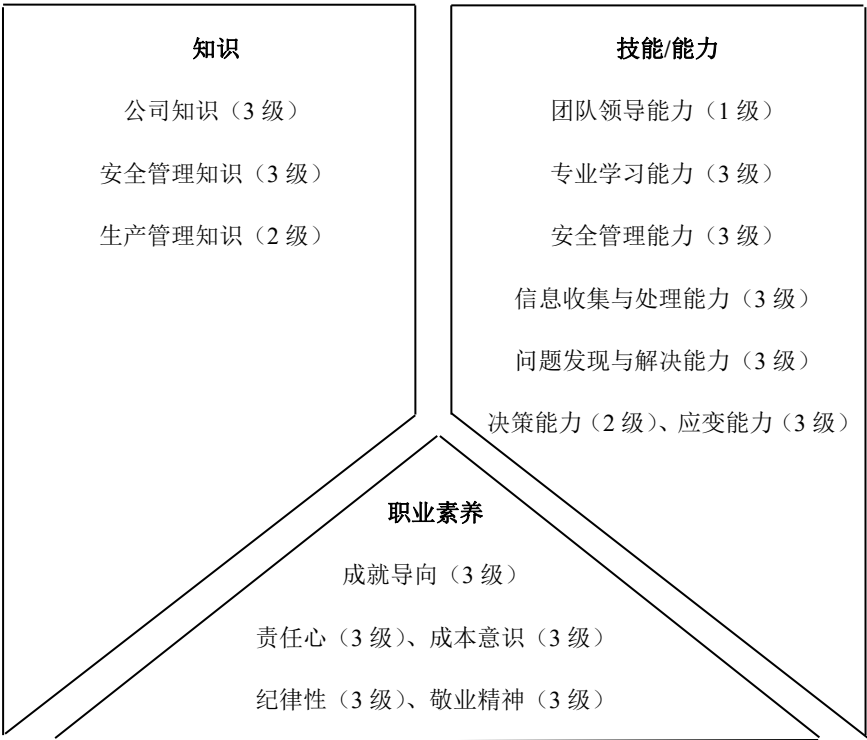 知识
公司知识（3 级）
安全管理知识（3 级）
生产管理知识（2 级）
技能/能力
团队领导能力（1 级）
专业学习能力（3 级）
安全管理能力（3 级）
信息收集与处理能力（3 级）
问题发现与解决能力（3 级）
决策能力（2 级）、应变能力（3 级）
职业素养
成就导向（3 级）
责任心（3 级）、成本意识（3 级）
纪律性（3 级）、敬业精神（3 级）